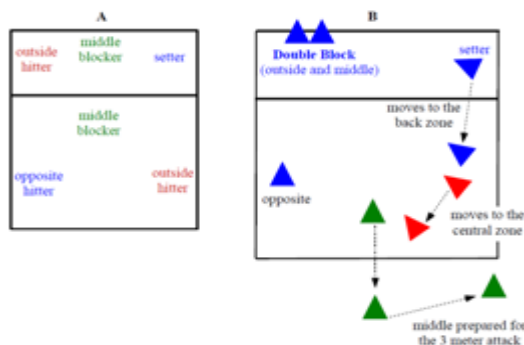 A
outside
hitter
middle
blocker
setter
middle
blocker
opposite
hitter
outside
hitter
B
Double Block
(outside and middle)
setter
moves to the
back zone
opposite
moves to the
central zone
middle prepared for
the 3 meter attack